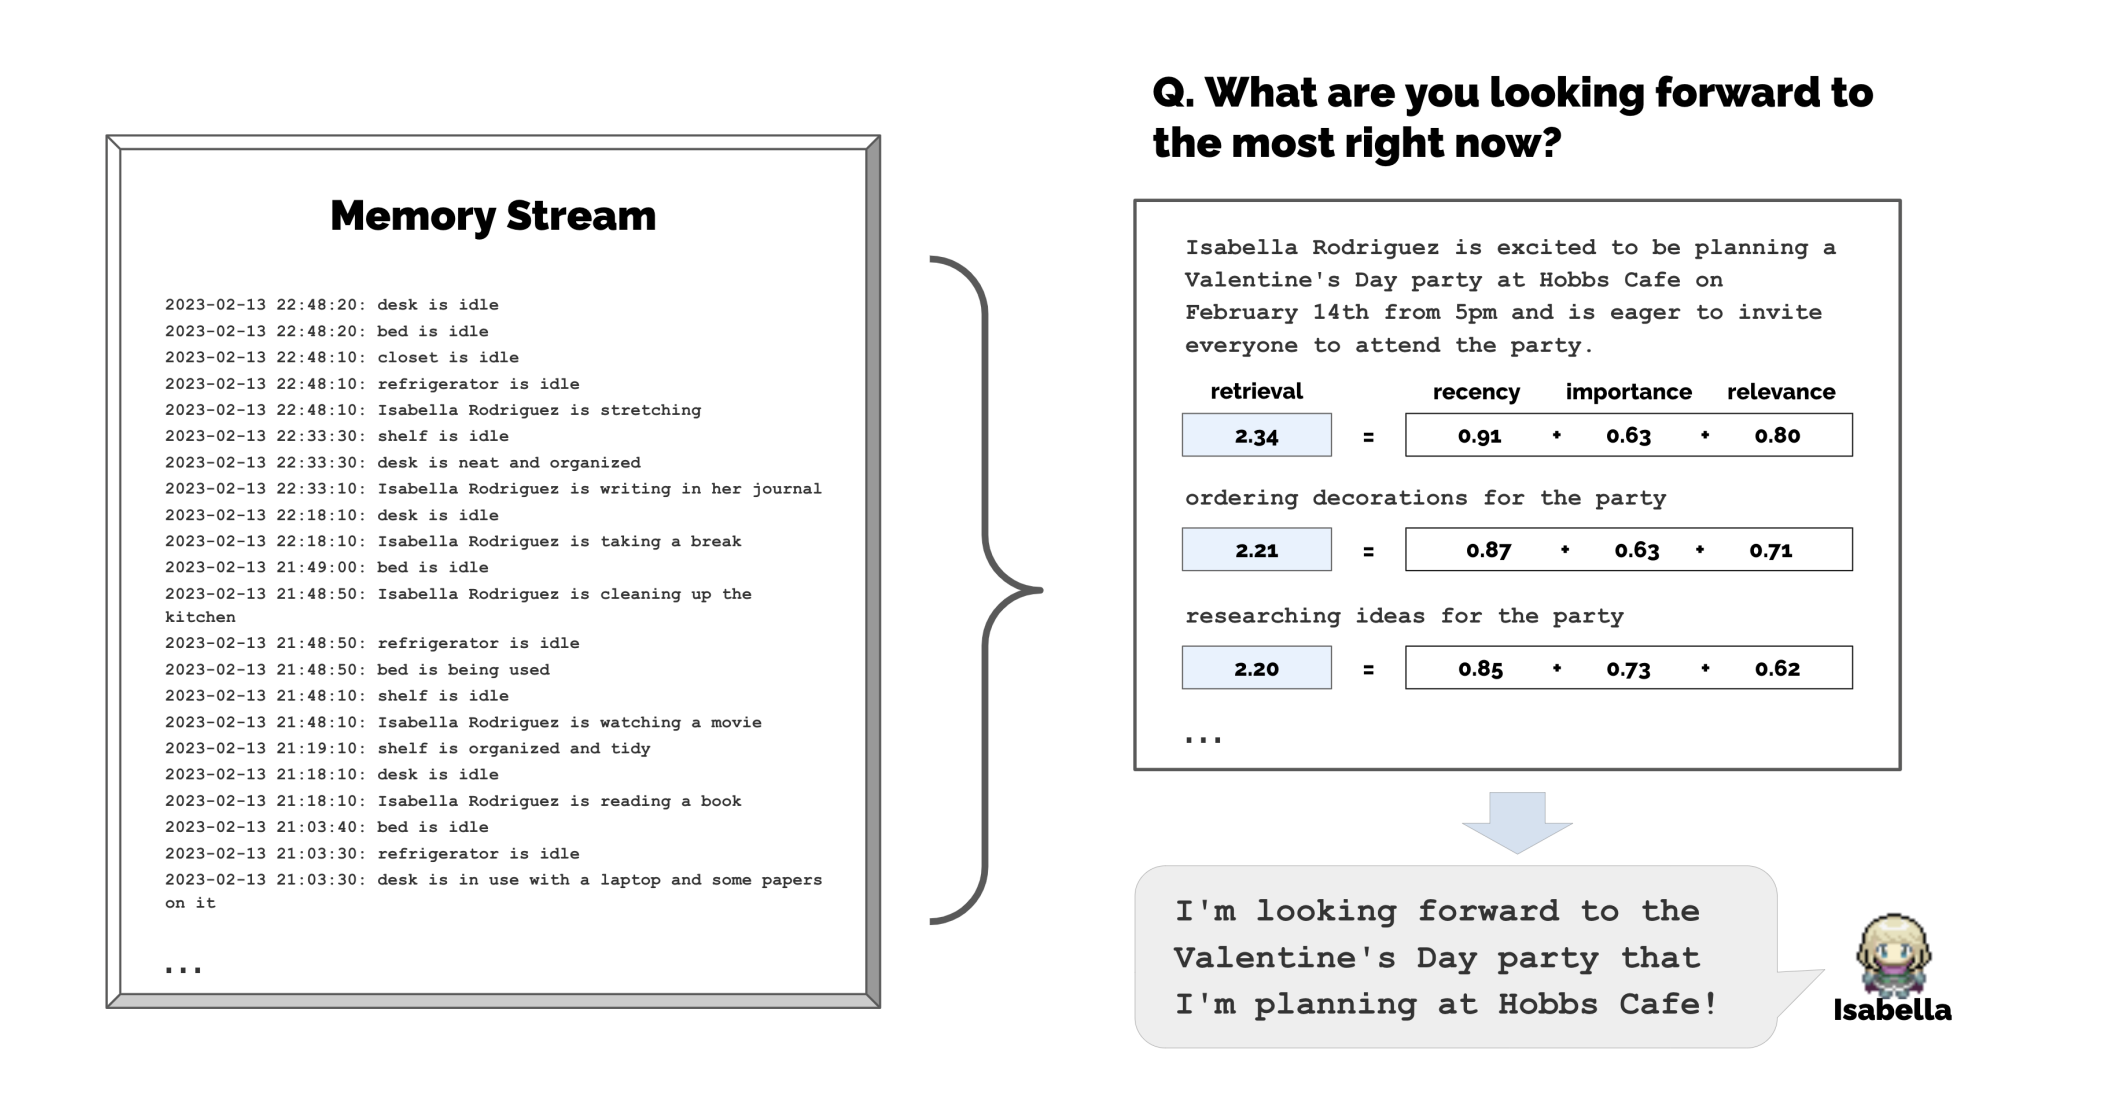 Memory Stream
2023-02-13 22:48:20: desk is idle
2023-02-13 22:48:20: bed is idle
2023-02-13 22:48:10: closet is idle
2023-02-13 22:48:10: refrigerator is idle
2023-02-13 22:48:10: Isabella Rodriguez is stretching
2023-02-13 22:33:30: shelf is idle
2023-02-13 22:33:30: desk is neat and organized
2023-02-13 22:33:10: Isabella Rodriguez is writing in her journal
2023-02-13 22:18:10: desk is idle
2023-02-13 22:18:10: Isabella Rodriguez is taking a break
2023-02-13 21:49:00: bed is idle
2023-02-13 21:48:50: Isabella Rodriguez is cleaning up the
kitchen
2023-02-13 21:48:50: refrigerator is idle
2023-02-13 21:48:50: bed is being used
2023-02-13 21:48:10: shelf is idle
2023-02-13 21:48:10: Isabella Rodriguez is watching a movie
2023-02-13 21:19:10: shelf is organized and tidy
2023-02-13 21:18:10: desk is idle
2023-02-13 21:18:10: Isabella Rodriguez is reading a book
2023-02-13 21:03:40: bed is idle
2023-02-13 21:03:30: refrigerator is idle
2023-02-13 21:03:30: desk is in use with a laptop and some papers
on it
...
Q. What are you looking forward to
the most right now?
Isabella Rodriguez is excited to be planning a
Valentine's Day party at Hobbs Cafe on
February 14th from 5pm and is eager to invite
everyone to attend the party.
retrieval recency importance relevance
2.34 = 0.91 + 0.63 + 0.80
ordering decorations for the party
2.21 = 0.87 + 0.63 + 0.71
researching ideas for the party
2.20 = 0.85 + 0.73 + 0.62
...
I'm looking forward to the
Valentine's Day party that
I'm planning at Hobbs Cafe!
Isabella